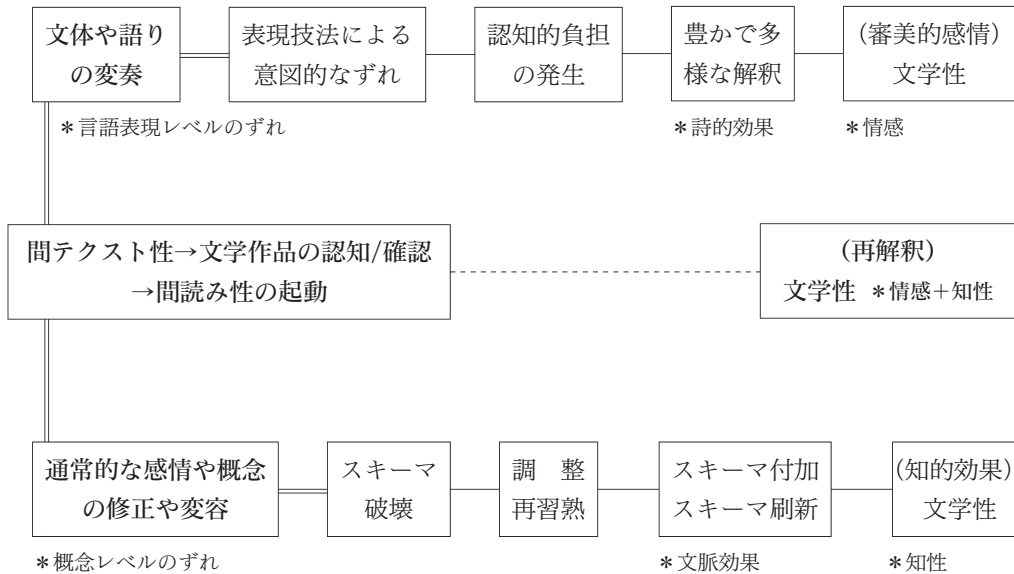 文体や語り
の変奏
表現技法による
意図的なずれ
認知的負担
の発生
豊かで多
様な解釈
(審美的感情)
文学性
*言語表現レベルのずれ
*詩的効果
*情感
間テクスト性→文学作品の認知/確認
→間読み性の起動
(再解釈)
文学性 *情感+知性
通常的な感情や概念
の修正や変容
スキーマ
破壊
調 整
再習熟
スキーマ付加
スキーマ刷新
(知的効果)
文学性
*概念レベルのずれ
*文脈効果
*知性